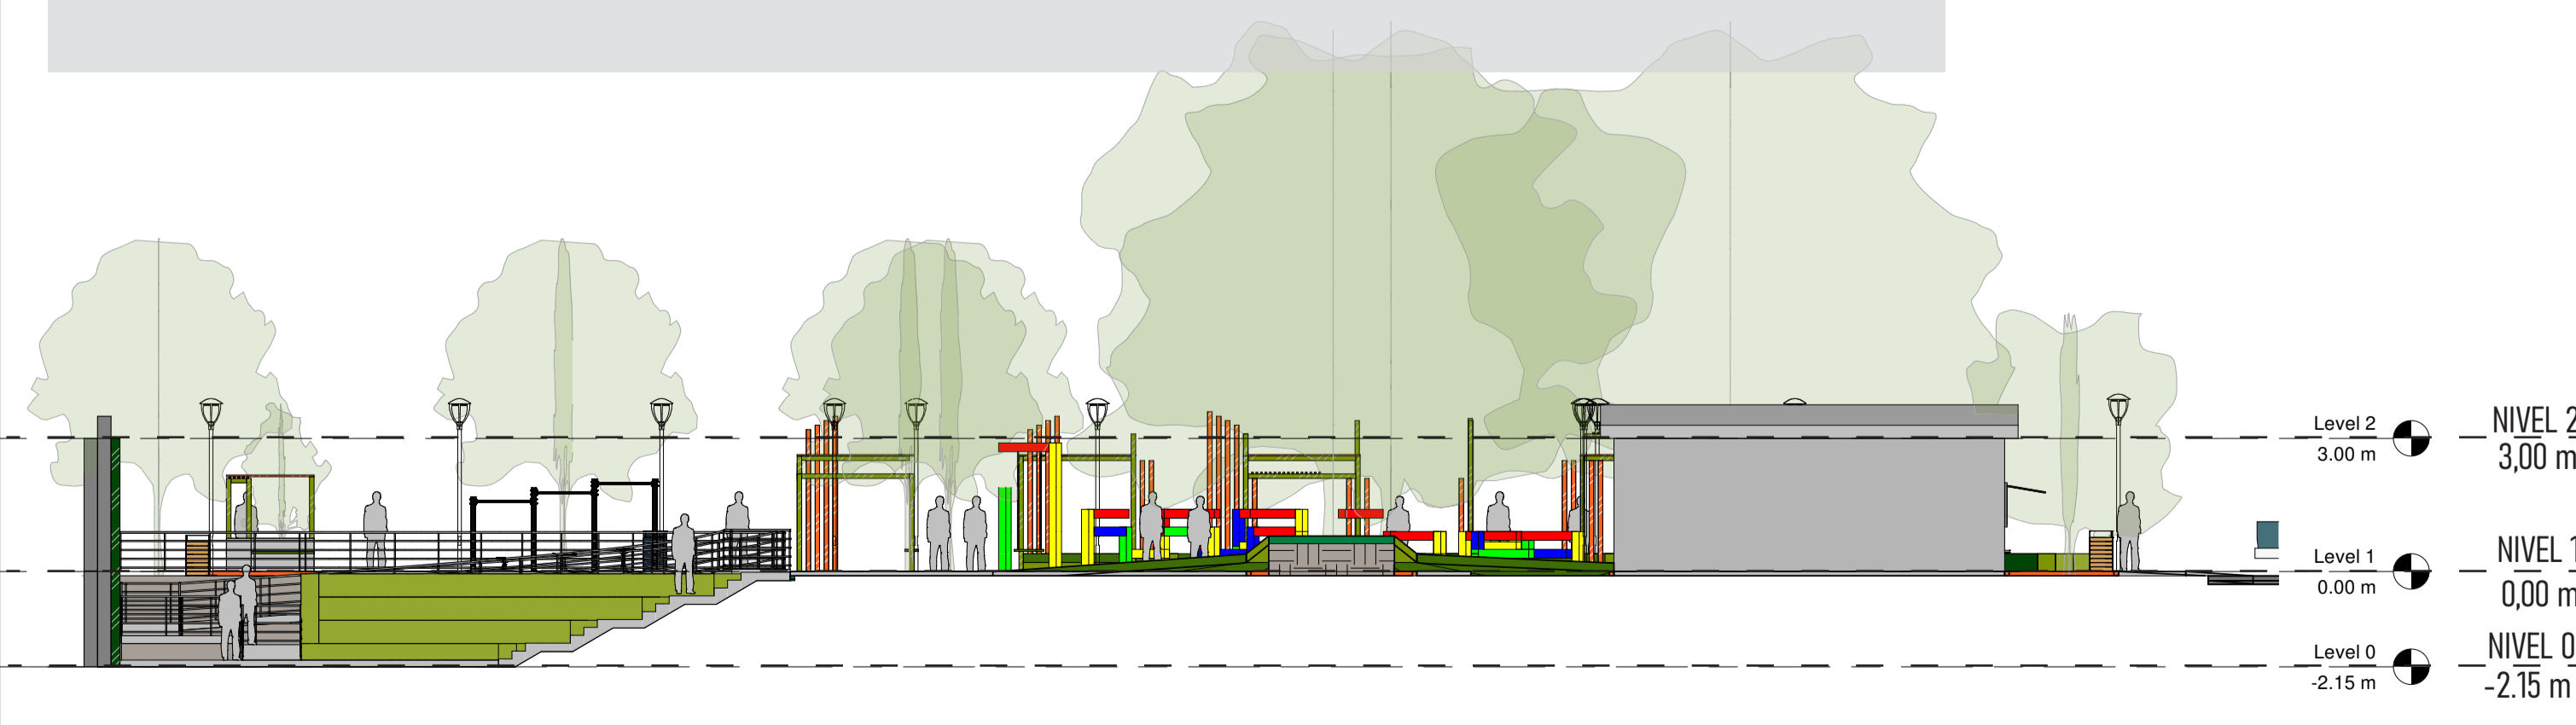 Level 2
3.00 m
NIVEL 2
3,00 m
Level 1
0.00 m
NIVEL 1
0,00 m
Level 0
-2.15 m
NIVEL 0
-2.15 m